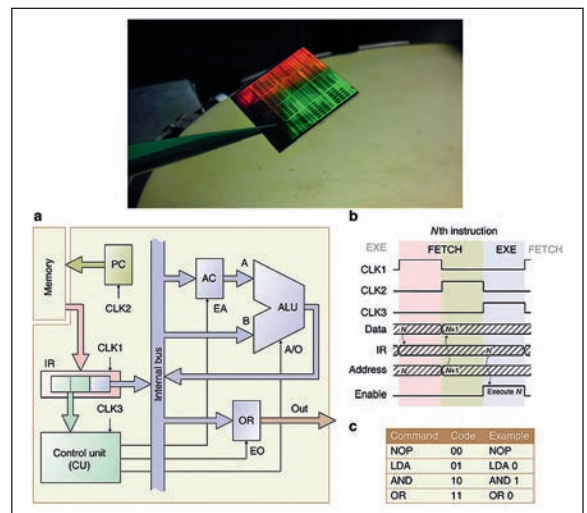 a
Memory
PC
CLK2
IR
CLK1
CLK3
Control unit
(CU)
Internal bus
AC
EA
A
B
ALU
A/O
OR
EO
Out
b
Nth instruction
EXE FETCH EXE FETCH
CLK1
CLK2
CLK3
Data N N+1
IR N
Address N N+1
Enable Execute N
c
Command Code Example
NOP 00 NOP
LDA 01 LDA 0
AND 10 AND 1
OR 11 OR 0